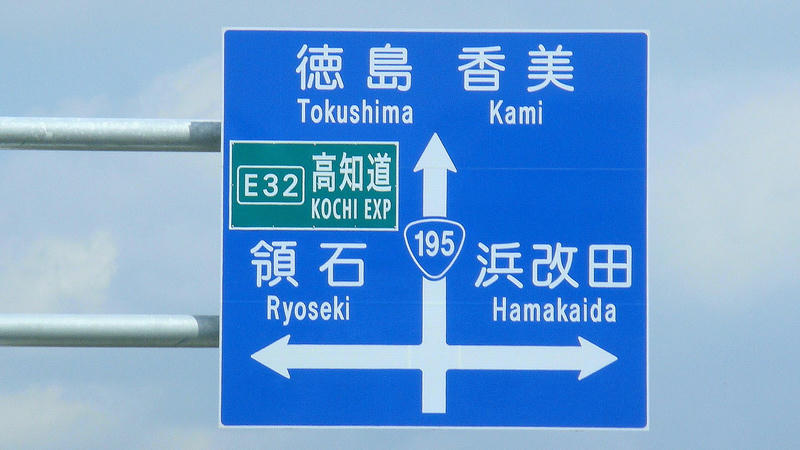 徳島 香美
Tokushima Kami
E32 高知道
KOCHI EXP
195
領石 浜改田
Ryoseki Hamakaida